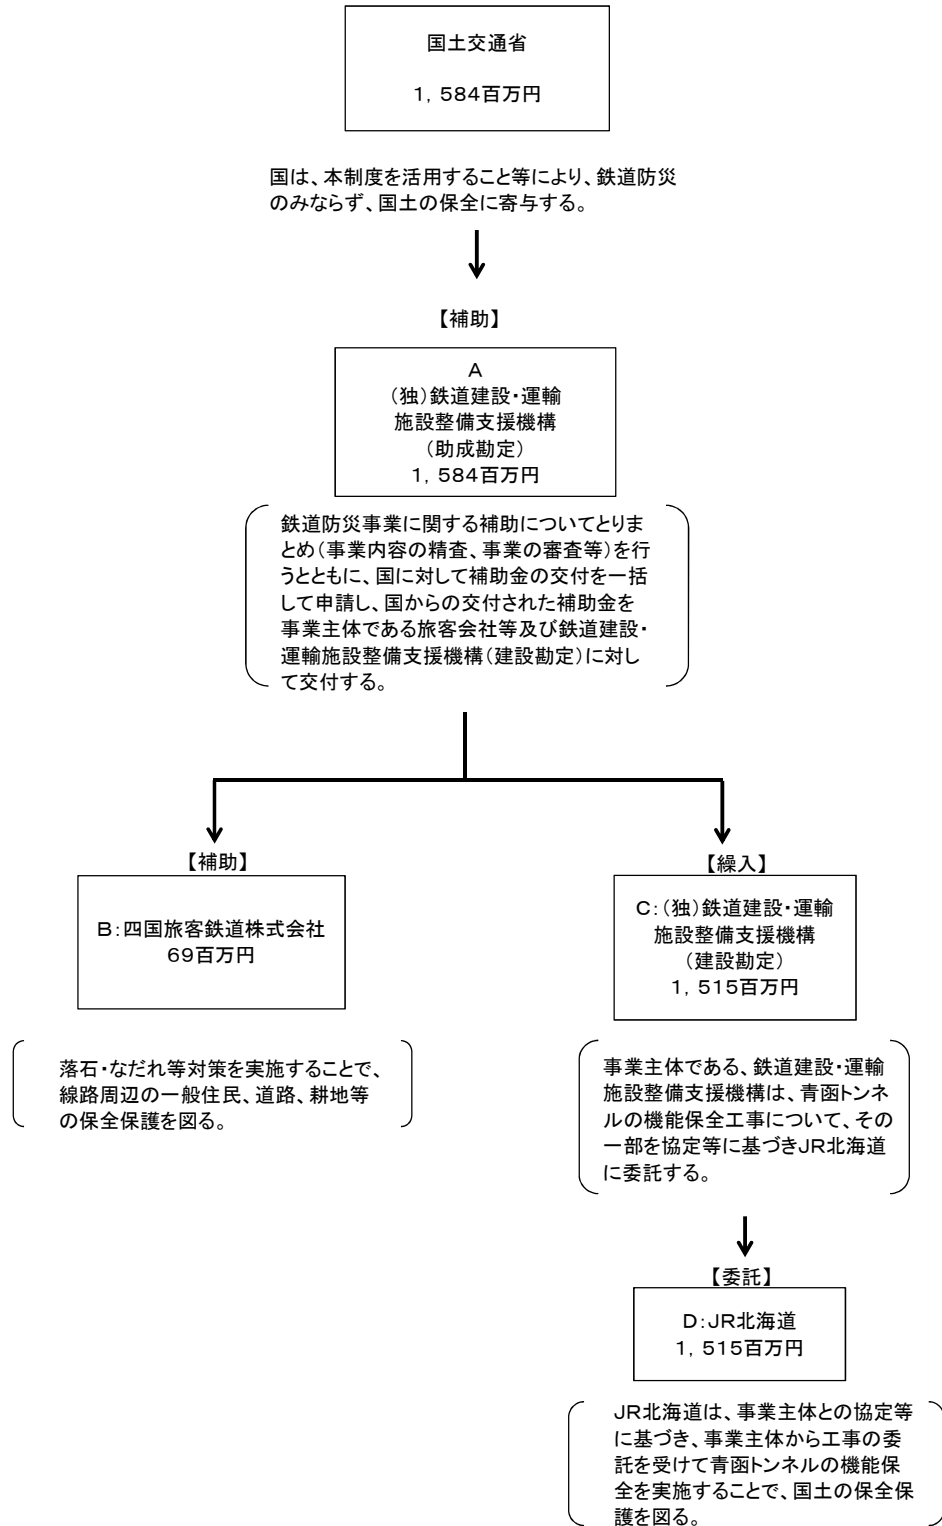 国土交通省
１，５８４百万円
国は、本制度を活用すること等により、鉄道防災
のみならず、国土の保全に寄与する。
【補助】
Ａ
（独）鉄道建設・運輸
施設整備支援機構
（助成勘定）
１，５８４百万円
鉄道防災事業に関する補助についてとりま
とめ（事業内容の精査、事業の審査等）を行
うとともに、国に対して補助金の交付を一括
して申請し、国からの交付された補助金を
事業主体である旅客会社等及び鉄道建設・
運輸施設整備支援機構（建設勘定）に対し
て交付する。
【補助】
Ｂ：四国旅客鉄道株式会社
６９百万円
落石・なだれ等対策を実施することで、
線路周辺の一般住民、道路、耕地等
の保全保護を図る。
【繰入】
Ｃ：（独）鉄道建設・運輸
施設整備支援機構
（建設勘定）
１，５１５百万円
事業主体である、鉄道建設・運輸
施設整備支援機構は、青函トンネ
ルの機能保全工事について、その
一部を協定等に基づきＪＲ北海道
に委託する。
【委託】
Ｄ：ＪＲ北海道
１，５１５百万円
ＪＲ北海道は、事業主体との協定等
に基づき、事業主体から工事の委
託を受けて青函トンネルの機能保
全を実施することで、国土の保全保
護を図る。